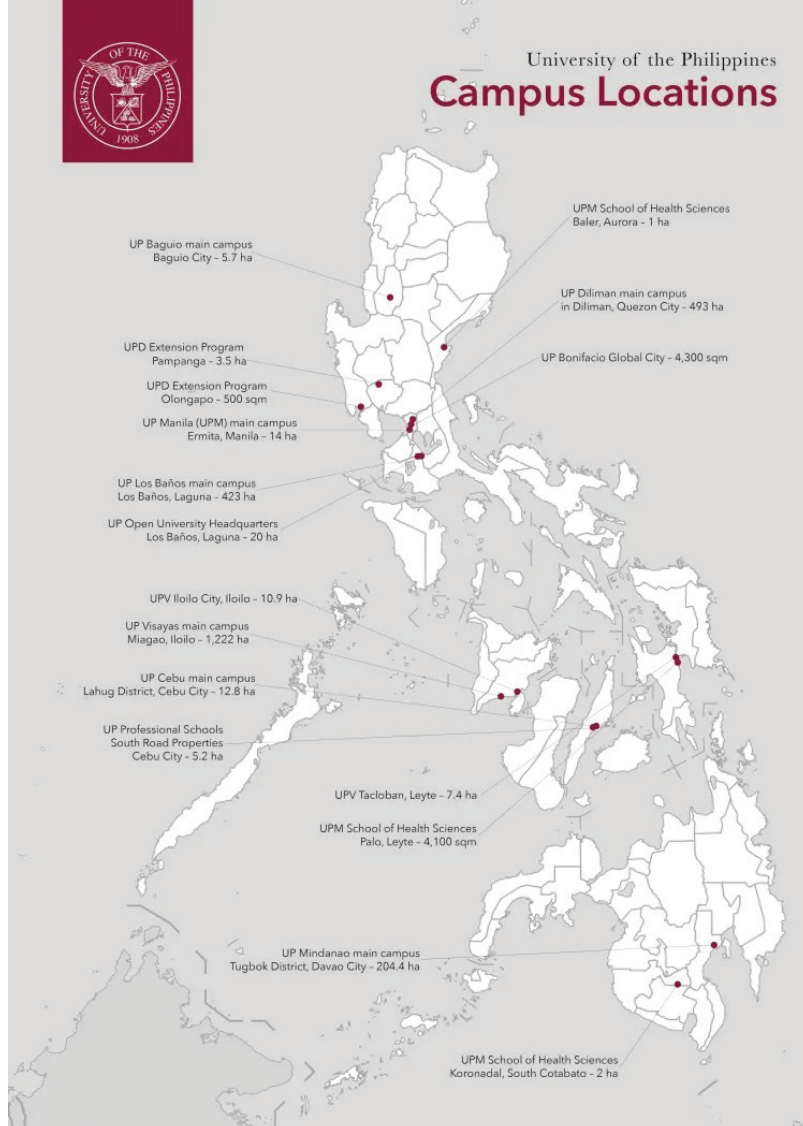 UNIVERSITY OF THE PHILIPPINES
1908
University of the Philippines
Campus Locations
UPM School of Health Sciences
Baler, Aurora – 1 ha
UP Baguio main campus
Baguio City – 5.7 ha
UP Diliman main campus
in Diliman, Quezon City – 493 ha
UPD Extension Program
Pampanga – 3.5 ha
UP Bonifacio Global City – 4,300 sqm
UPD Extension Program
Olongapo – 500 sqm
UP Manila (UPM) main campus
Ermita, Manila – 14 ha
UP Los Baños main campus
Los Baños, Laguna – 423 ha
UP Open University Headquarters
Los Baños, Laguna – 20 ha
UPV Iloilo City, Iloilo – 10.9 ha
UP Visayas main campus
Miagao, Iloilo – 1,222 ha
UP Cebu main campus
Lahug District, Cebu City – 12.8 ha
UP Professional Schools
South Road Properties
Cebu City – 5.2 ha
UPV Tacloban, Leyte – 7.4 ha
UPM School of Health Sciences
Palo, Leyte – 4,100 sqm
UP Mindanao main campus
Tugbok District, Davao City – 204.4 ha
UPM School of Health Sciences
Koronadal, South Cotabato – 2 ha